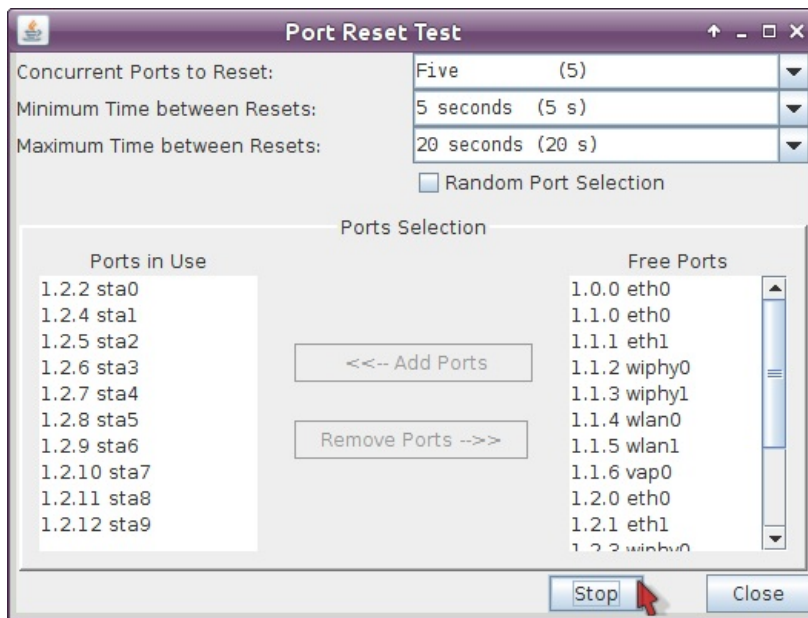 Port Reset Test
Concurrent Ports to Reset: Five (5)
Minimum Time between Resets: 5 seconds (5 s)
Maximum Time between Resets: 20 seconds (20 s)
Random Port Selection
Ports Selection
Ports in Use
1.2.2 sta0
1.2.4 sta1
1.2.5 sta2
1.2.6 sta3
1.2.7 sta4
1.2.8 sta5
1.2.9 sta6
1.2.10 sta7
1.2.11 sta8
1.2.12 sta9
<<-- Add Ports
Remove Ports -->>
Free Ports
1.0.0 eth0
1.1.0 eth0
1.1.1 eth1
1.1.2 wiphy0
1.1.3 wiphy1
1.1.4 wlan0
1.1.5 wlan1
1.1.6 vap0
1.2.0 eth0
1.2.1 eth1
1.2.3 wiphy0
Stop
Close